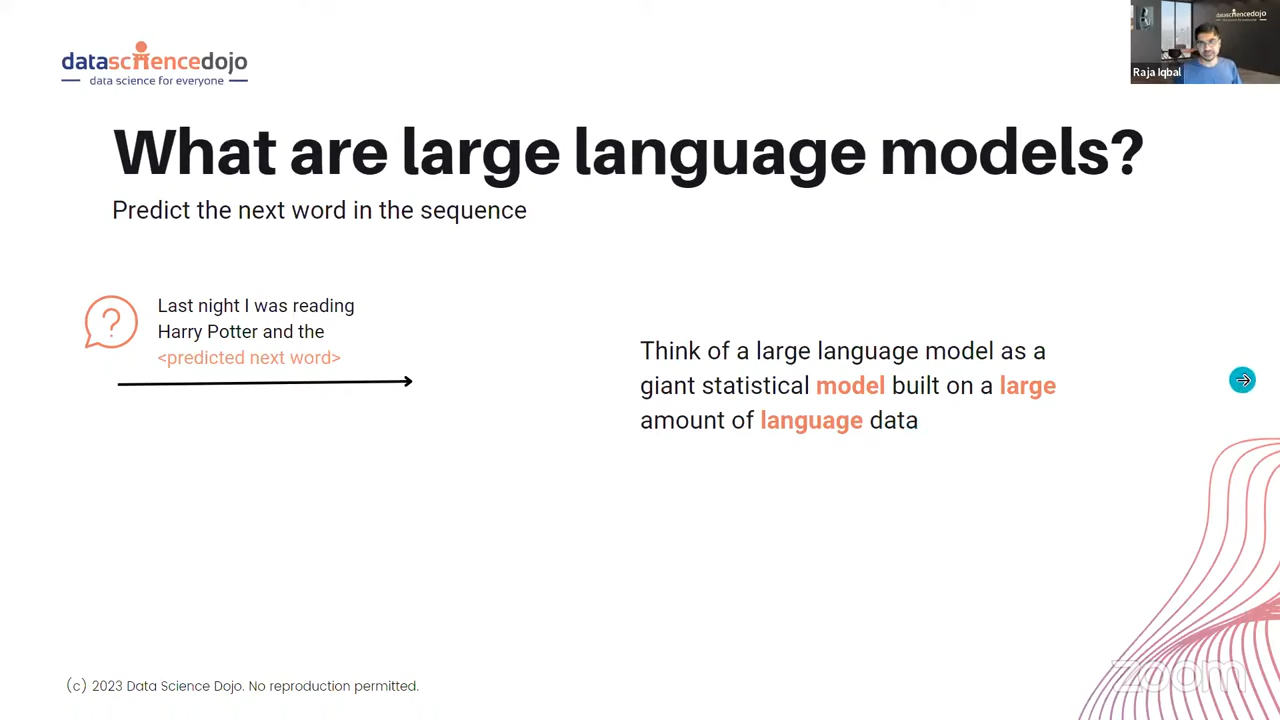 datasciencedojo
data science for everyone
datasciencedojo
Raja Iqbal
What are large language models?
Predict the next word in the sequence
Last night I was reading
Harry Potter and the
<predicted next word>
Think of a large language model as a
giant statistical model built on a large
amount of language data
(c) 2023 Data Science Dojo. No reproduction permitted.
zoom